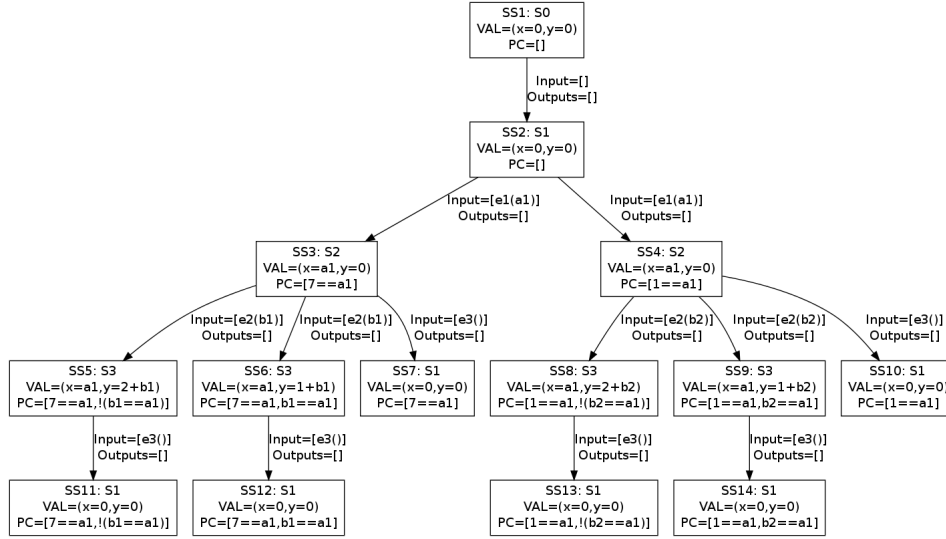 SS1: S0
VAL=(x=0,y=0)
PC=[]
Input=[]
Outputs=[]
SS2: S1
VAL=(x=0,y=0)
PC=[]
Input=[e1(a1)]
Outputs=[]
Input=[e1(a1)]
Outputs=[]
SS3: S2
VAL=(x=a1,y=0)
PC=[7==a1]
SS4: S2
VAL=(x=a1,y=0)
PC=[1==a1]
Input=[e2(b1)]
Outputs=[]
Input=[e2(b1)]
Outputs=[]
Input=[e3()]
Outputs=[]
Input=[e2(b2)]
Outputs=[]
Input=[e2(b2)]
Outputs=[]
Input=[e3()]
Outputs=[]
SS5: S3
VAL=(x=a1,y=2+b1)
PC=[7==a1,!(b1==a1)]
SS6: S3
VAL=(x=a1,y=1+b1)
PC=[7==a1,b1==a1]
SS7: S1
VAL=(x=0,y=0)
PC=[7==a1]
SS8: S3
VAL=(x=a1,y=2+b2)
PC=[1==a1,!(b2==a1)]
SS9: S3
VAL=(x=a1,y=1+b2)
PC=[1==a1,b2==a1]
SS10: S1
VAL=(x=0,y=0)
PC=[1==a1]
Input=[e3()]
Outputs=[]
Input=[e3()]
Outputs=[]
Input=[e3()]
Outputs=[]
Input=[e3()]
Outputs=[]
SS11: S1
VAL=(x=0,y=0)
PC=[7==a1,!(b1==a1)]
SS12: S1
VAL=(x=0,y=0)
PC=[7==a1,b1==a1]
SS13: S1
VAL=(x=0,y=0)
PC=[1==a1,!(b2==a1)]
SS14: S1
VAL=(x=0,y=0)
PC=[1==a1,b2==a1]